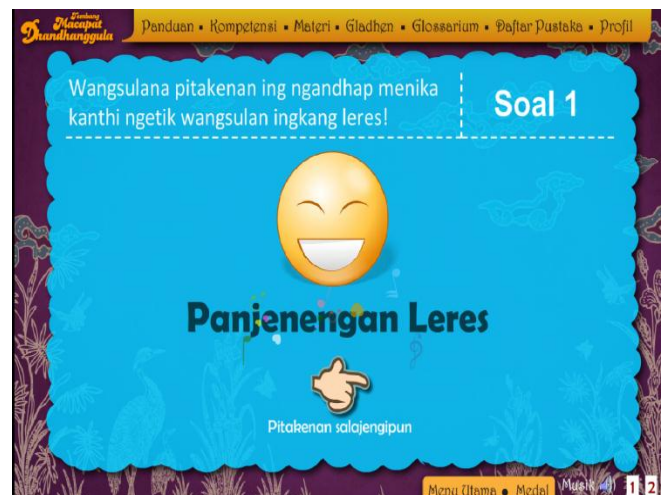 Tembang
Macapat
Dhandhanggula
Panduan • Kompetensi • Materi • Gladhen • Glossarium • Daftar Pustaka • Profil
Wangsulana pitakenan ing ngandhap menika
kanthi ngetik wangsulan ingkang leres!
Soal 1
Panjenengan Leres
Pitakenan salajengipun
Menu Utama • Medal Musik 1 2